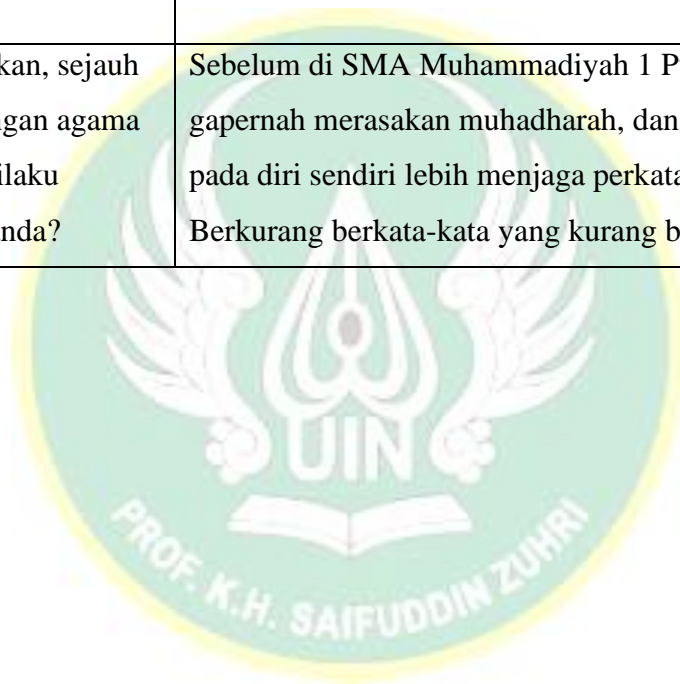 kan, sejauh
ngan agama
ilaku
nda?
Sebelum di SMA Muhammadiyah 1 P
gapernah merasakan muhadharah, dan
pada diri sendiri lebih menjaga perkata
Berkurang berkata-kata yang kurang b
UIN
PROF. K.H. SAIFUDDIN ZUHRI